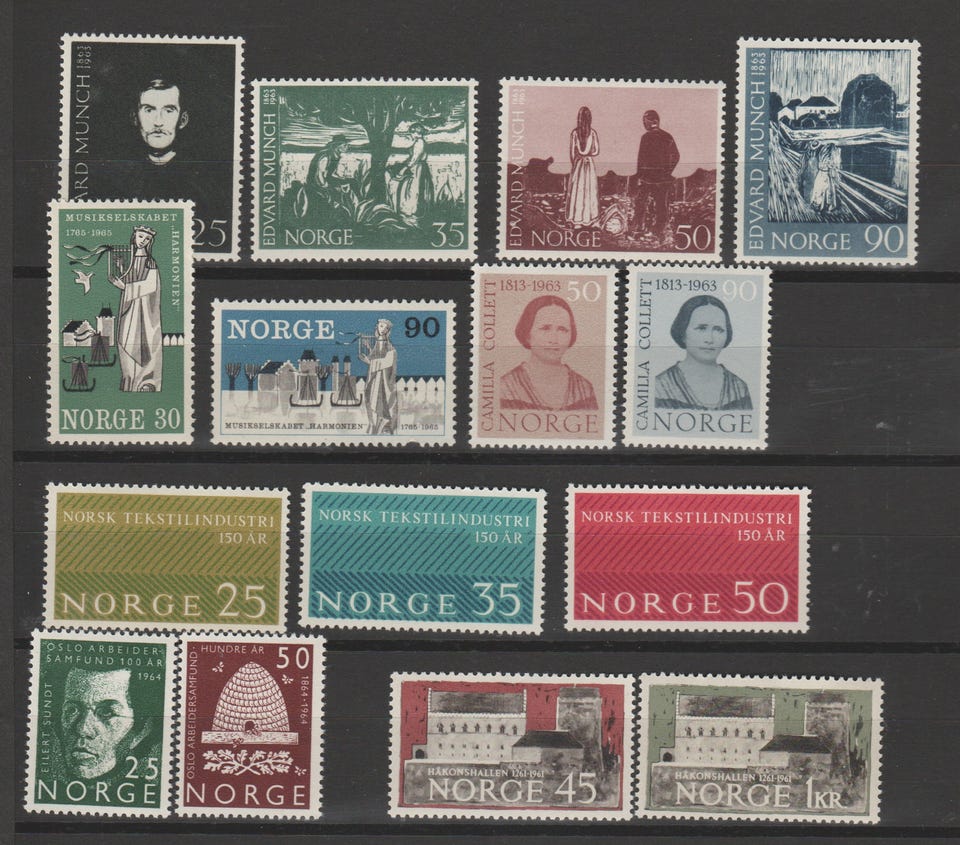 EDVARD MUNCH 1863 1963
25
EDVARD MUNCH 1863 1963
NORGE 35
EDVARD MUNCH 1863 1963
NORGE 50
EDVARD MUNCH 1863 1963
NORGE 90
MUSIKSELSKABET
1765-1965 „HARMONIEN”
NORGE 30
NORGE 90
MUSIKSELSKABET „HARMONIEN” 1765-1965
1813-1963 50
CAMILLA COLLETT
NORGE
1813-1963 90
CAMILLA COLLETT
NORGE
NORSK TEKSTILINDUSTRI
150 ÅR
NORGE 25
NORSK TEKSTILINDUSTRI
150 ÅR
NORGE 35
NORSK TEKSTILINDUSTRI
150 ÅR
NORGE 50
OSLO ARBEIDER-
SAMFUND 100 ÅR
1964
EILERT SUNDT
25
NORGE
HUNDRE ÅR
50
OSLO ARBEIDERSAMFUND·
1864-1964
NORGE
HÅKONSHALLEN 1261-1961
NORGE 45
HÅKONSHALLEN 1261-1961
NORGE 1KR